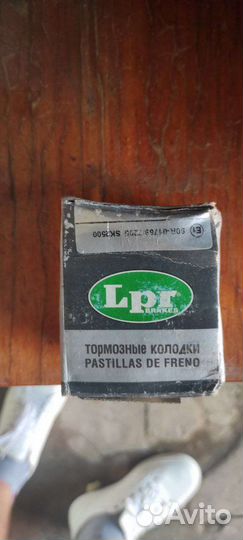 Lpr
BRAKES
ТОРМОЗНЫЕ КОЛОДКИ
PASTILLAS DE FRENO
Avito